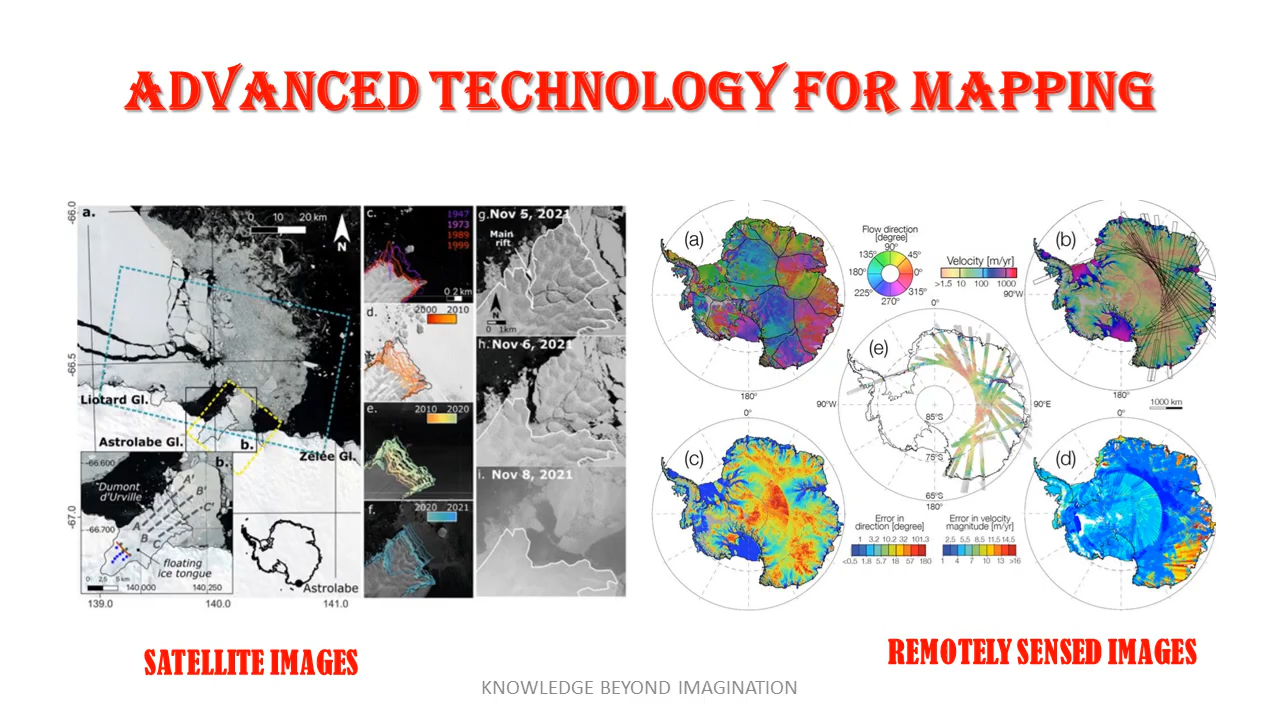 ADVANCED TECHNOLOGY FOR MAPPING
a.
0 10 20 km
N
-66.0
-66.5
-67.0
Liotard Gl.
Astrolabe Gl.
b.
Zélée Gl.
b.
-66.600
-66.700
Dumont
d'Urville
A'
B'
C'
A
B
C
floating
ice tongue
0 2.5 5 km
140.000
140.250
Astrolabe
139.0 140.0 141.0
c.
1947
1973
1989
1999
0 2 km
d.
2000 2010
e.
2010 2020
f.
2020 2021
g. Nov 5, 2021
Main
rift
N
0 1km
h. Nov 6, 2021
i. Nov 8, 2021
(a)
Flow direction
[degree]
90°
135° 45°
180° 0°
225° 315°
270°
Velocity [m/yr]
>1.5 10 100 1000
(b)
90°W
0°
180°
(e)
90°W
90°E
85°S
75°S
65°S
180°
180°
1000 km
0°
0°
(c)
Error in
direction [degree]
1 3.2 10.2 32 101.3
<0.5 1.8 5.7 18 57 180
Error in velocity
magnitude [m/yr]
2.5 5.5 8.5 11.5 14.5
1 4 7 10 13 >16
(d)
SATELLITE IMAGES
REMOTELY SENSED IMAGES
KNOWLEDGE BEYOND IMAGINATION